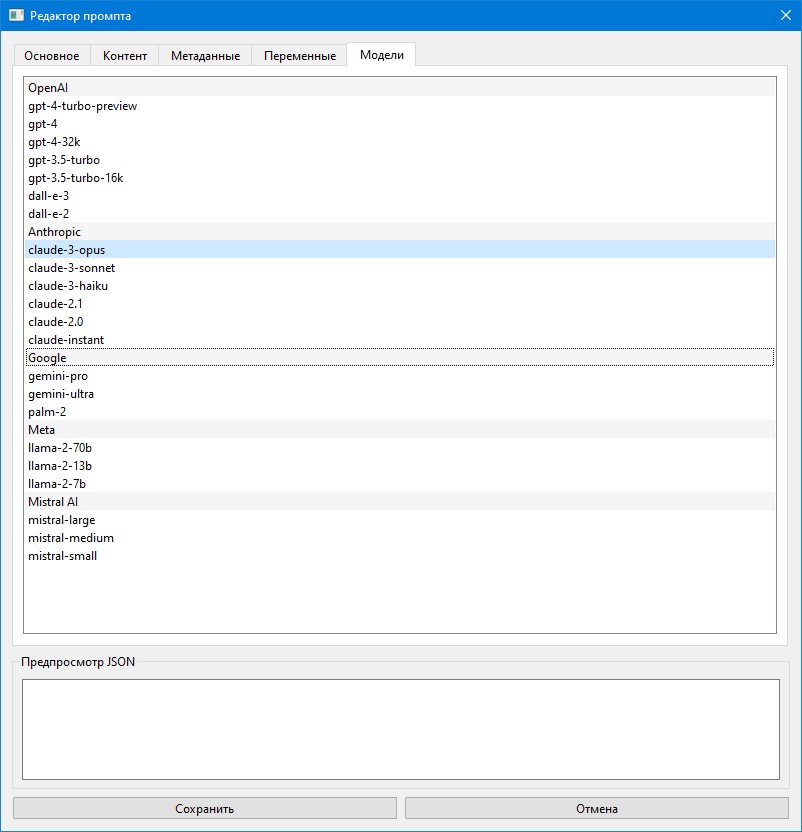 Редактор промпта
Основное Контент Метаданные Переменные Модели
OpenAI
gpt-4-turbo-preview
gpt-4
gpt-4-32k
gpt-3.5-turbo
gpt-3.5-turbo-16k
dall-e-3
dall-e-2
Anthropic
claude-3-opus
claude-3-sonnet
claude-3-haiku
claude-2.1
claude-2.0
claude-instant
Google
gemini-pro
gemini-ultra
palm-2
Meta
llama-2-70b
llama-2-13b
llama-2-7b
Mistral AI
mistral-large
mistral-medium
mistral-small
Предпросмотр JSON
Сохранить Отмена